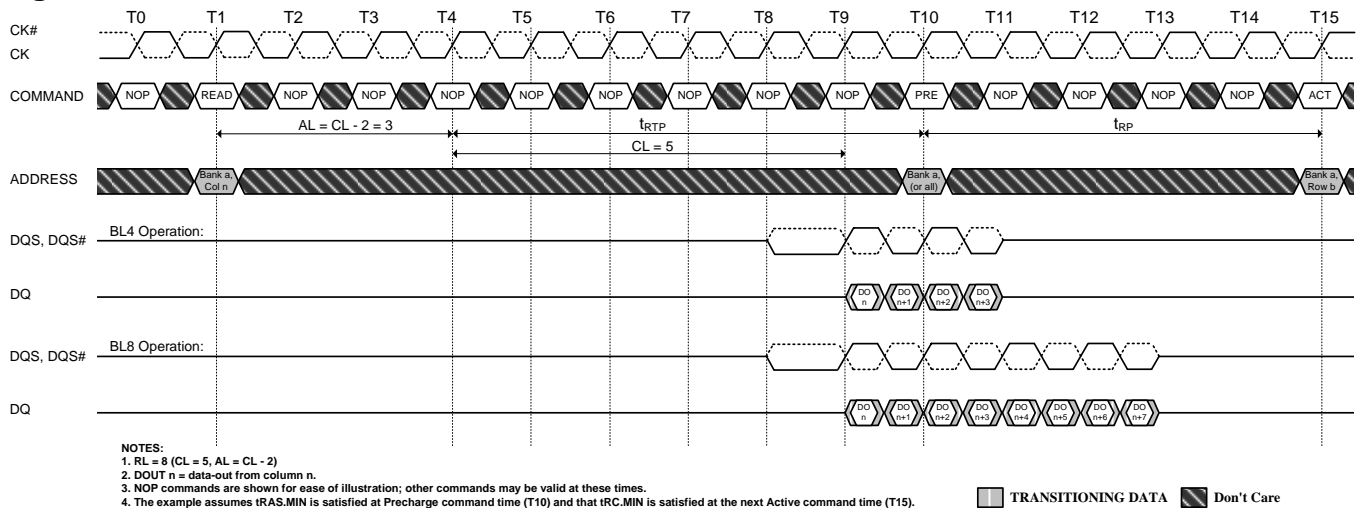 T0 T1 T2 T3 T4 T5 T6 T7 T8 T9 T10 T11 T12 T13 T14 T15
CK#
CK
COMMAND NOP READ NOP NOP NOP NOP NOP NOP NOP NOP PRE NOP NOP NOP NOP ACT
AL = CL - 2 = 3 tRTP tRP
CL = 5
ADDRESS Bank a, Col n Bank a, (or all) Bank a, Row b
BL4 Operation:
DQS, DQS#
DQ DO n DO n+1 DO n+2 DO n+3
BL8 Operation:
DQS, DQS#
DQ DO n DO n+1 DO n+2 DO n+3 DO n+4 DO n+5 DO n+6 DO n+7
NOTES:
1. RL = 8 (CL = 5, AL = CL - 2)
2. DOUT n = data-out from column n.
3. NOP commands are shown for ease of illustration; other commands may be valid at these times.
4. The example assumes tRAS.MIN is satisfied at Precharge command time (T10) and that tRC.MIN is satisfied at the next Active command time (T15).
TRANSITIONING DATA Don't Care